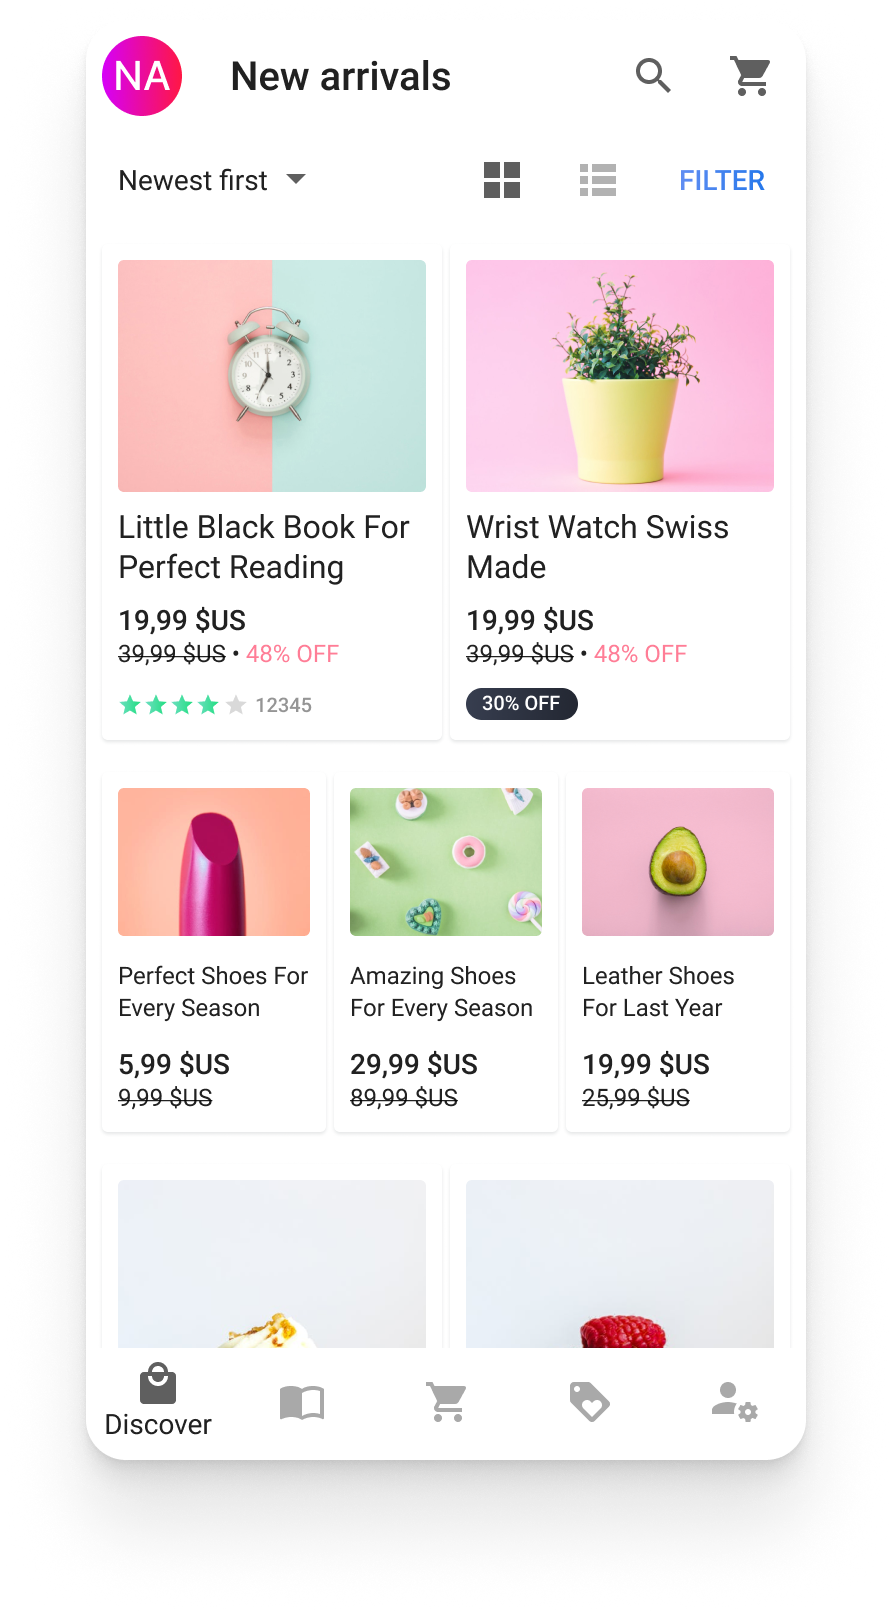 NA
New arrivals
Newest first
FILTER
Little Black Book For
Perfect Reading
19,99 $US
39,99 $US • 48% OFF
12345
Wrist Watch Swiss
Made
19,99 $US
39,99 $US • 48% OFF
30% OFF
Perfect Shoes For
Every Season
5,99 $US
9,99 $US
Amazing Shoes
For Every Season
29,99 $US
89,99 $US
Leather Shoes
For Last Year
19,99 $US
25,99 $US
Discover